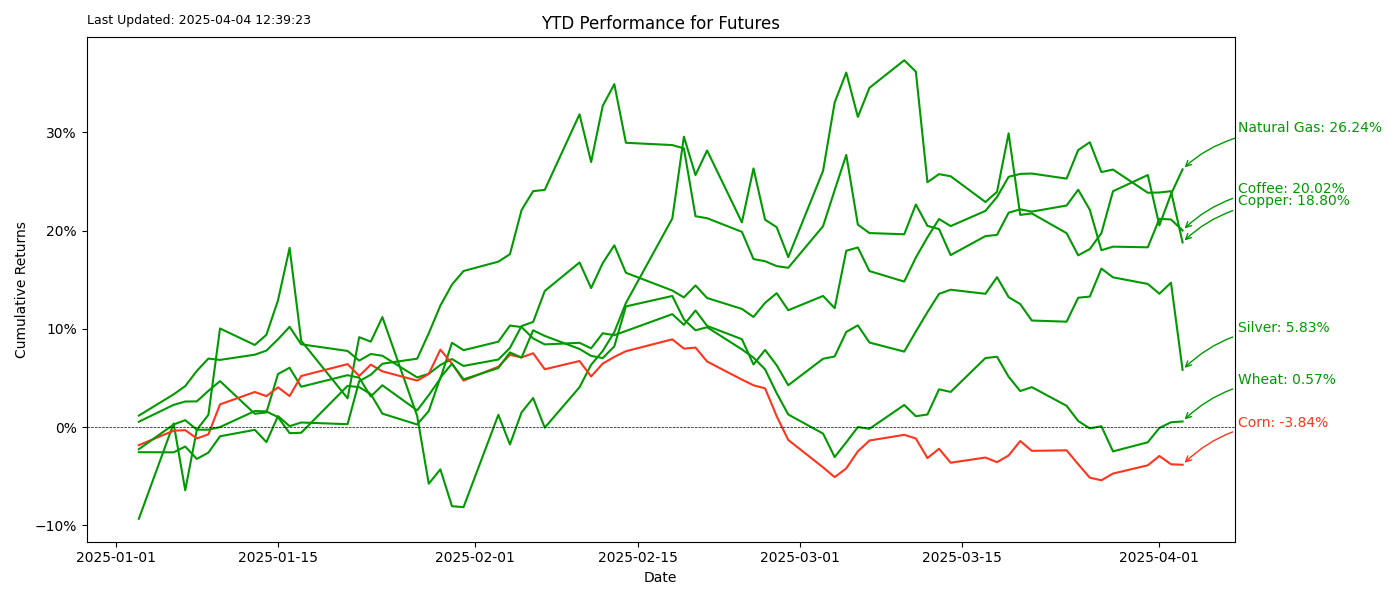 Last Updated: 2025-04-04 12:39:23
YTD Performance for Futures
Cumulative Returns
30%
20%
10%
0%
−10%
Natural Gas: 26.24%
Coffee: 20.02%
Copper: 18.80%
Silver: 5.83%
Wheat: 0.57%
Corn: -3.84%
2025-01-01
2025-01-15
2025-02-01
2025-02-15
2025-03-01
2025-03-15
2025-04-01
Date